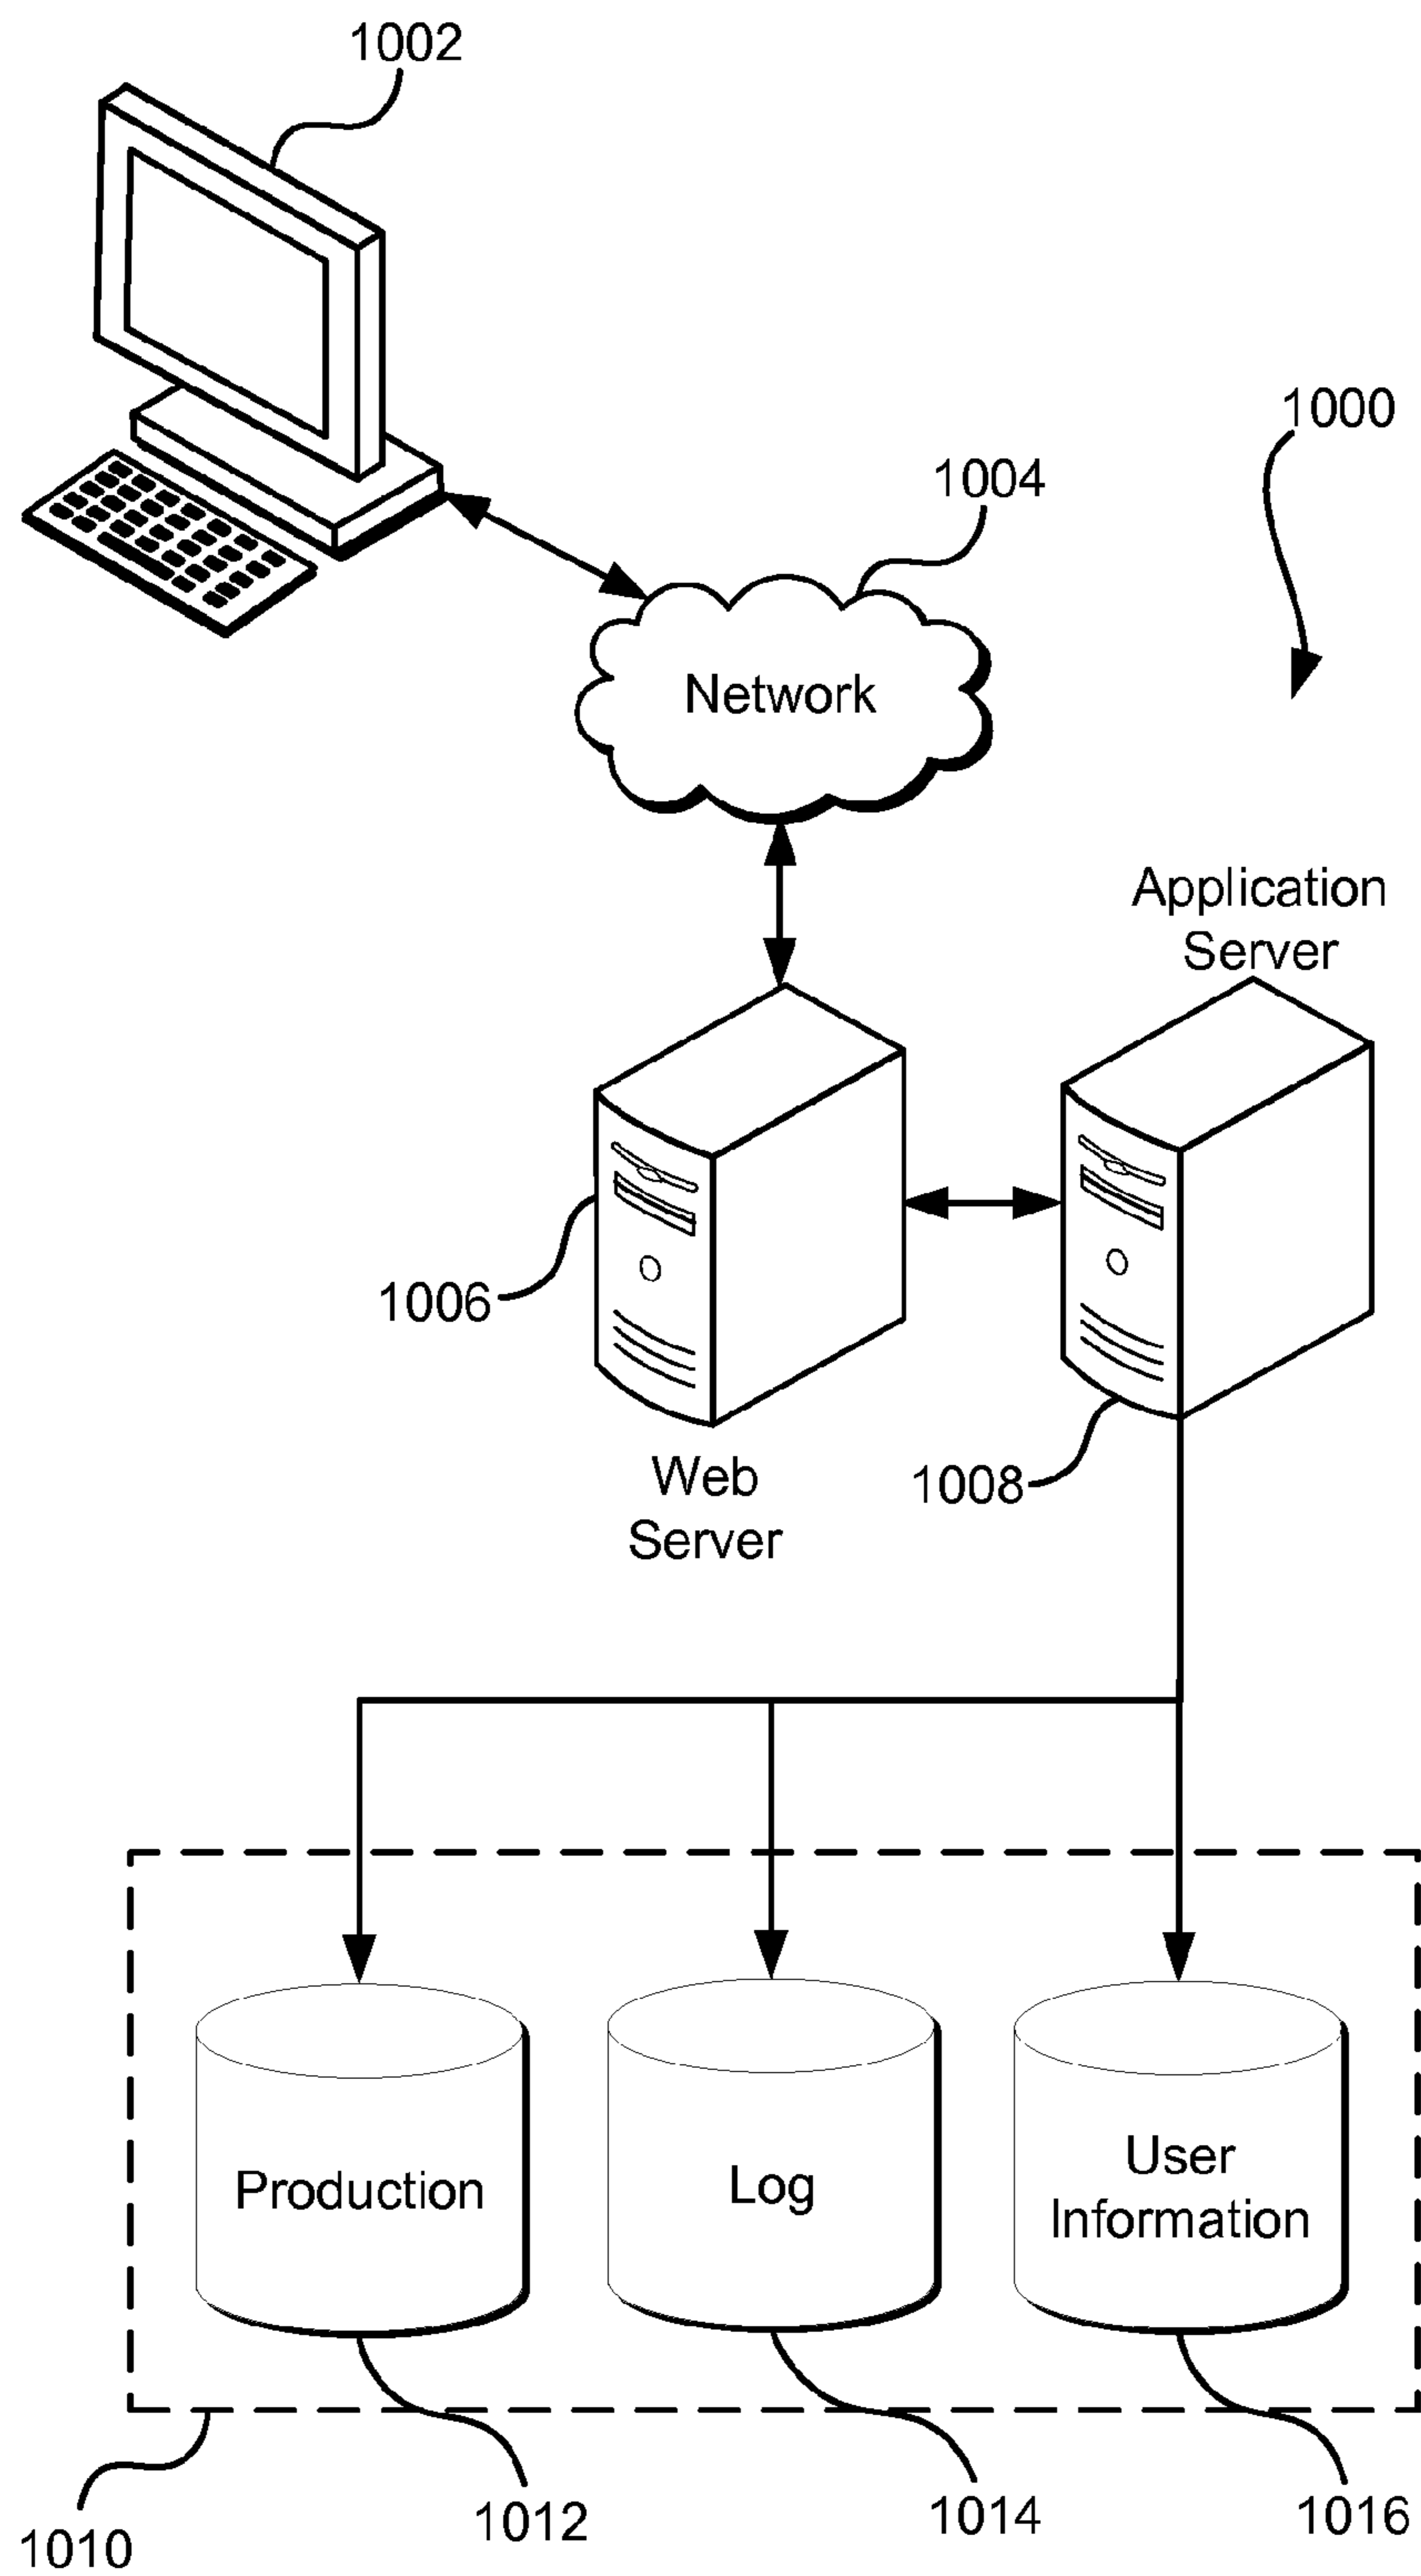 1002
1000
1004
Network
Application
Server
1006
1008
Web
Server
Production
Log
User
Information
1010
1012
1014
1016